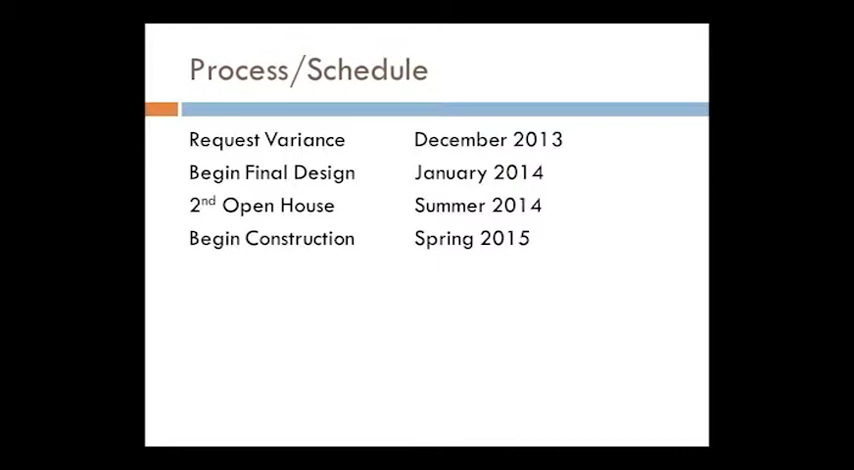 Process/Schedule
Request Variance December 2013
Begin Final Design January 2014
2nd Open House Summer 2014
Begin Construction Spring 2015